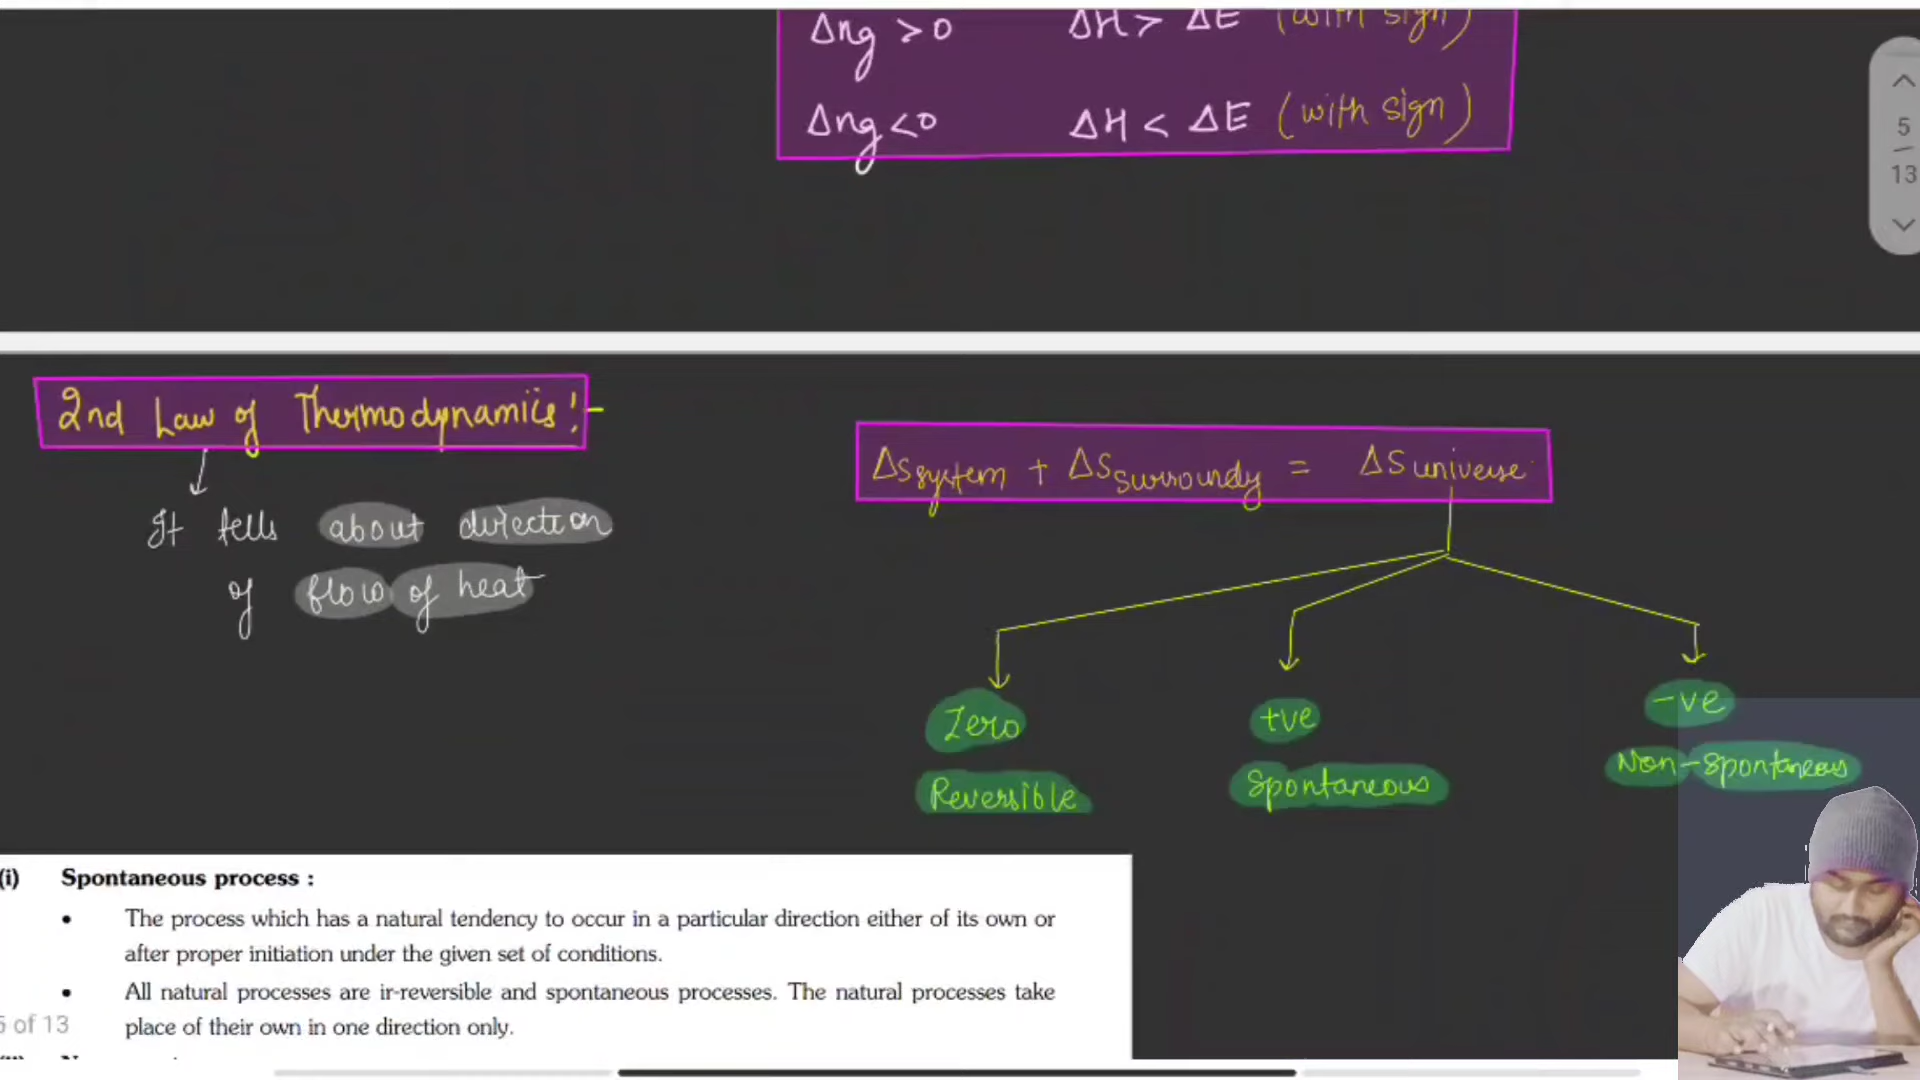 Δng > 0 ΔH > ΔE (with sign)
Δng < 0 ΔH < ΔE (with sign)
5
13
2nd Law of Thermodynamics:-
It tells about direction
of flow of heat
ΔSsystem + ΔSsurroundy = ΔSuniverse
Zero
Reversible
+ve
Spontaneous
-ve
Non-spontaneous
(i) Spontaneous process :
• The process which has a natural tendency to occur in a particular direction either of its own or
after proper initiation under the given set of conditions.
• All natural processes are ir-reversible and spontaneous processes. The natural processes take
place of their own in one direction only.
5 of 13